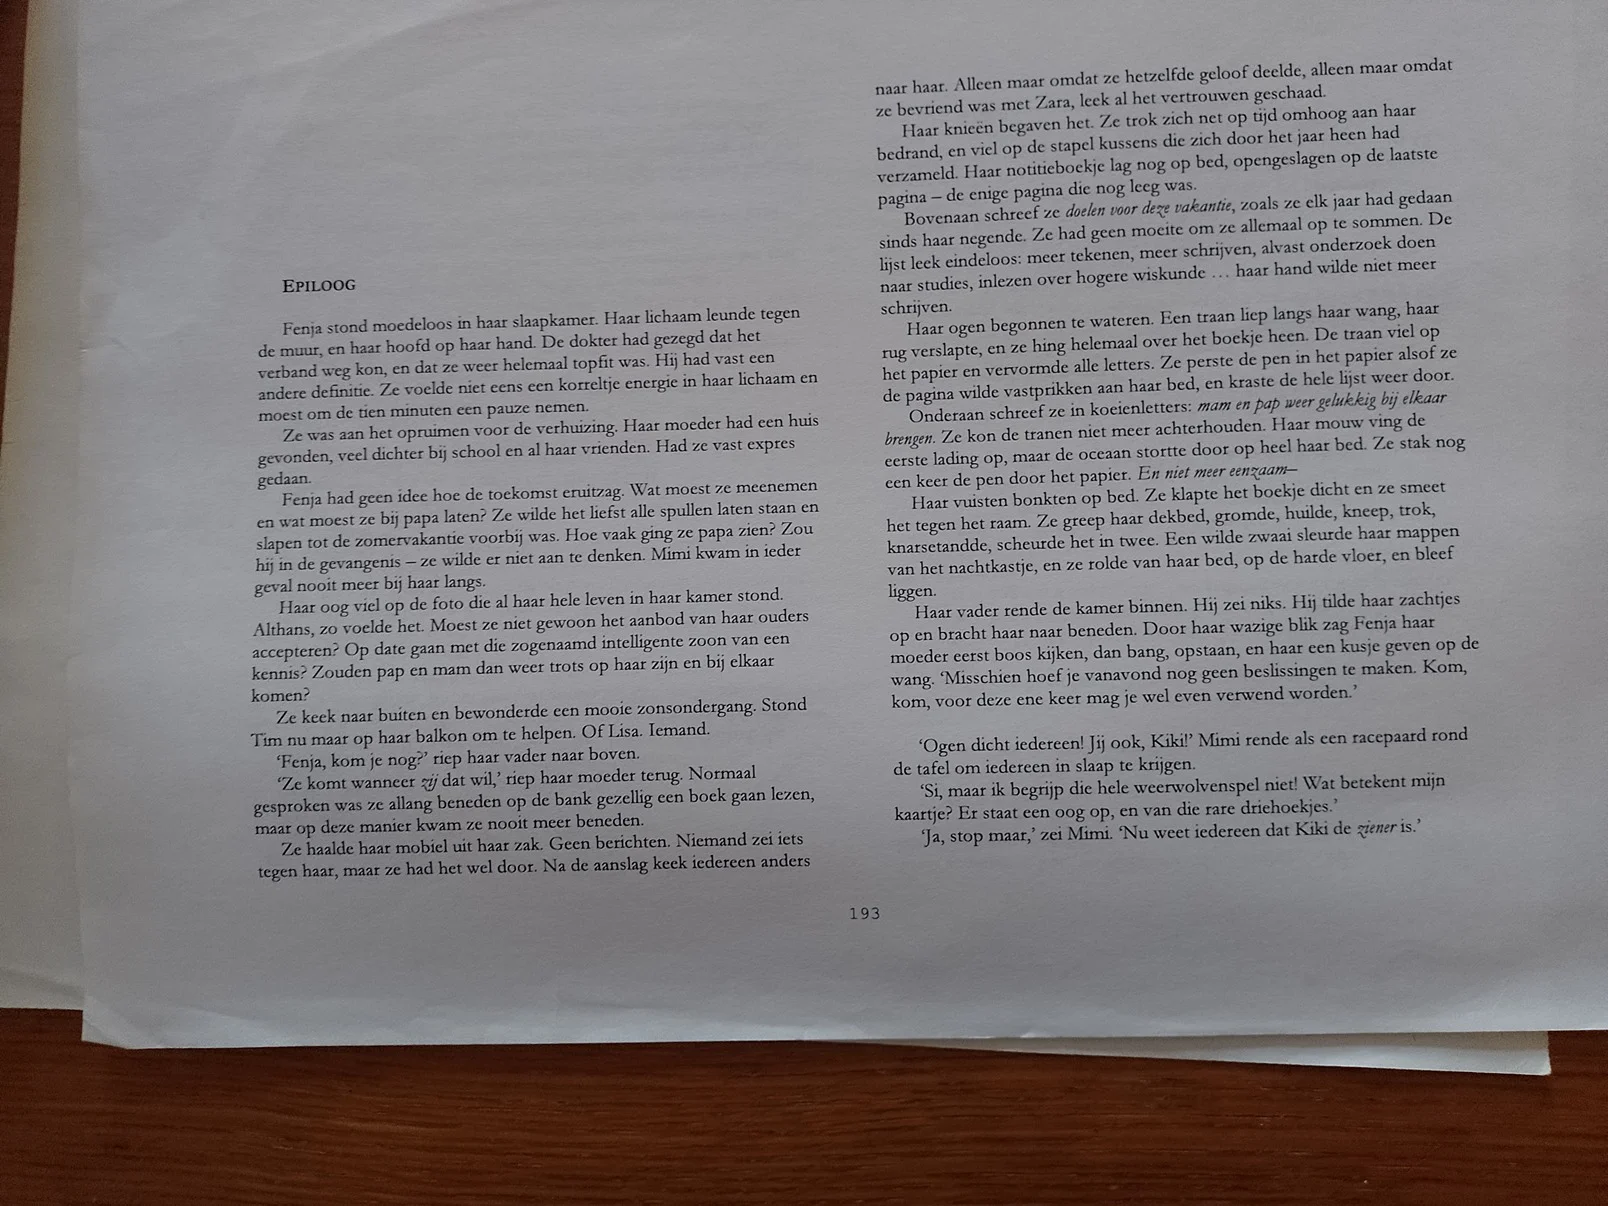 EPILOOG
Fenja stond moedeloos in haar slaapkamer. Haar lichaam leunde tegen
de muur, en haar hoofd op haar hand. De dokter had gezegd dat het
verband weg kon, en dat ze weer helemaal topfit was. Hij had vast een
andere definitie. Ze voelde niet eens een korreltje energie in haar lichaam en
moest om de tien minuten een pauze nemen.
Ze was aan het opruimen voor de verhuizing. Haar moeder had een huis
gevonden, veel dichter bij school en al haar vrienden. Had ze vast expres
gedaan.
Fenja had geen idee hoe de toekomst eruitzag. Wat moest ze meenemen
en wat moest ze bij papa laten? Ze wilde het liefst alle spullen laten staan en
slapen tot de zomervakantie voorbij was. Hoe vaak ging ze papa zien? Zou
hij in de gevangenis – ze wilde er niet aan te denken. Mimi kwam in ieder
geval nooit meer bij haar langs.
Haar oog viel op de foto die al haar hele leven in haar kamer stond.
Althans, zo voelde het. Moest ze niet gewoon het aanbod van haar ouders
accepteren? Op date gaan met die zogenaamd intelligente zoon van een
kennis? Zouden pap en mam dan weer trots op haar zijn en bij elkaar
komen?
Ze keek naar buiten en bewonderde een mooie zonsondergang. Stond
Tim nu maar op haar balkon om te helpen. Of Lisa. Iemand.
‘Fenja, kom je nog?’ riep haar vader naar boven.
‘Ze komt wanneer zij dat wil,’ riep haar moeder terug. Normaal
gesproken was ze allang beneden op de bank gezellig een boek gaan lezen,
maar op deze manier kwam ze nooit meer beneden.
Ze haalde haar mobiel uit haar zak. Geen berichten. Niemand zei iets
tegen haar, maar ze had het wel door. Na de aanslag keek iedereen anders
naar haar. Alleen maar omdat ze hetzelfde geloof deelde, alleen maar omdat
ze bevriend was met Zara, leek al het vertrouwen geschaad.
Haar knieën begaven het. Ze trok zich net op tijd omhoog aan haar
bedrand, en viel op de stapel kussens die zich door het jaar heen had
verzameld. Haar notitieboekje lag nog op bed, opengeslagen op de laatste
pagina – de enige pagina die nog leeg was.
Bovenaan schreef ze doelen voor deze vakantie, zoals ze elk jaar had gedaan
sinds haar negende. Ze had geen moeite om ze allemaal op te sommen. De
lijst leek eindeloos: meer tekenen, meer schrijven, alvast onderzoek doen
naar studies, inlezen over hogere wiskunde … haar hand wilde niet meer
schrijven.
Haar ogen begonnen te wateren. Een traan liep langs haar wang, haar
rug verslapte, en ze hing helemaal over het boekje heen. De traan viel op
het papier en vervormde alle letters. Ze perste de pen in het papier alsof ze
de pagina wilde vastprikken aan haar bed, en kraste de hele lijst weer door.
Onderaan schreef ze in koeienletters: mam en pap weer gelukkig bij elkaar
brengen. Ze kon de tranen niet meer achterhouden. Haar mouw ving de
eerste lading op, maar de oceaan stortte door op heel haar bed. Ze stak nog
een keer de pen door het papier. En niet meer eenzaam—
Haar vuisten bonkten op bed. Ze klapte het boekje dicht en ze smeet
het tegen het raam. Ze greep haar dekbed, gromde, huilde, kneep, trok,
knarsetandde, scheurde het in twee. Een wilde zwaai sleurde haar mappen
van het nachtkastje, en ze rolde van haar bed, op de harde vloer, en bleef
liggen.
Haar vader rende de kamer binnen. Hij zei niks. Hij tilde haar zachtjes
op en bracht haar naar beneden. Door haar wazige blik zag Fenja haar
moeder eerst boos kijken, dan bang, opstaan, en haar een kusje geven op de
wang. ‘Misschien hoef je vanavond nog geen beslissingen te maken. Kom,
kom, voor deze ene keer mag je wel even verwend worden.’
‘Ogen dicht iedereen! Jij ook, Kiki!’ Mimi rende als een racepaard rond
de tafel om iedereen in slaap te krijgen.
‘Si, maar ik begrijp die hele weerwolvenspel niet! Wat betekent mijn
kaartje? Er staat een oog op, en van die rare driehoekjes.’
‘Ja, stop maar,’ zei Mimi. ‘Nu weet iedereen dat Kiki de ziener is.’
193